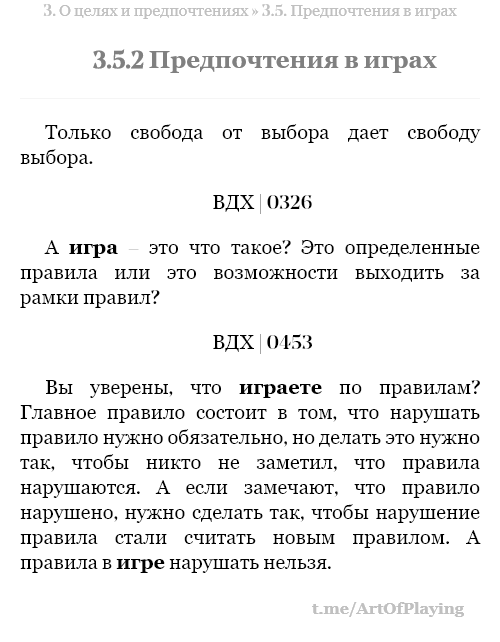 3. О целях и предпочтениях » 3.5. Предпочтения в играх
3.5.2 Предпочтения в играх
Только свобода от выбора дает свободу
выбора.
ВДХ | 0326
А игра – это что такое? Это определенные
правила или это возможности выходить за
рамки правил?
ВДХ | 0453
Вы уверены, что играете по правилам?
Главное правило состоит в том, что нарушать
правило нужно обязательно, но делать это нужно
так, чтобы никто не заметил, что правила
нарушаются. А если замечают, что правило
нарушено, нужно сделать так, чтобы нарушение
правила стали считать новым правилом. А
правила в игре нарушать нельзя.
t.me/ArtOfPlaying